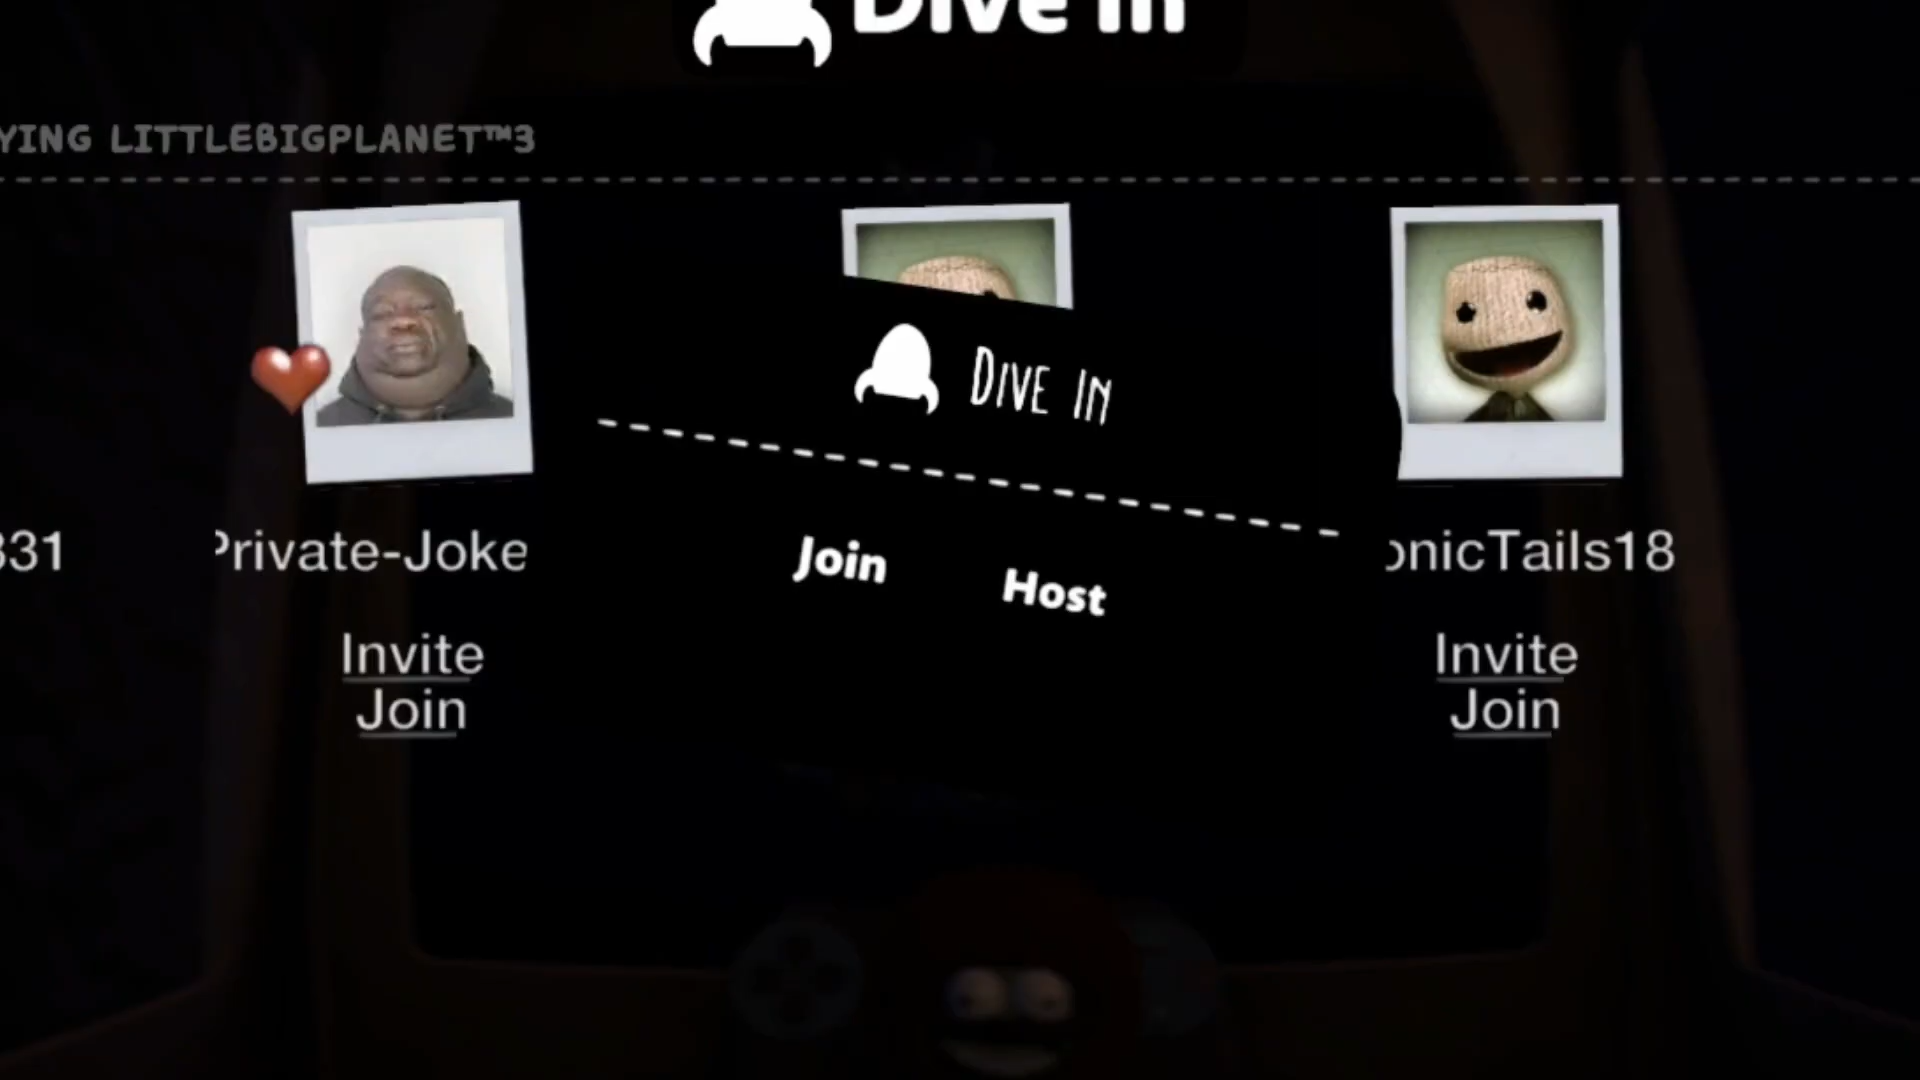 Dive in
YING LITTLEBIGPLANET™3
DIVE IN
Join
Host
331
Private-Joke
onicTails18
Invite
Join
Invite
Join